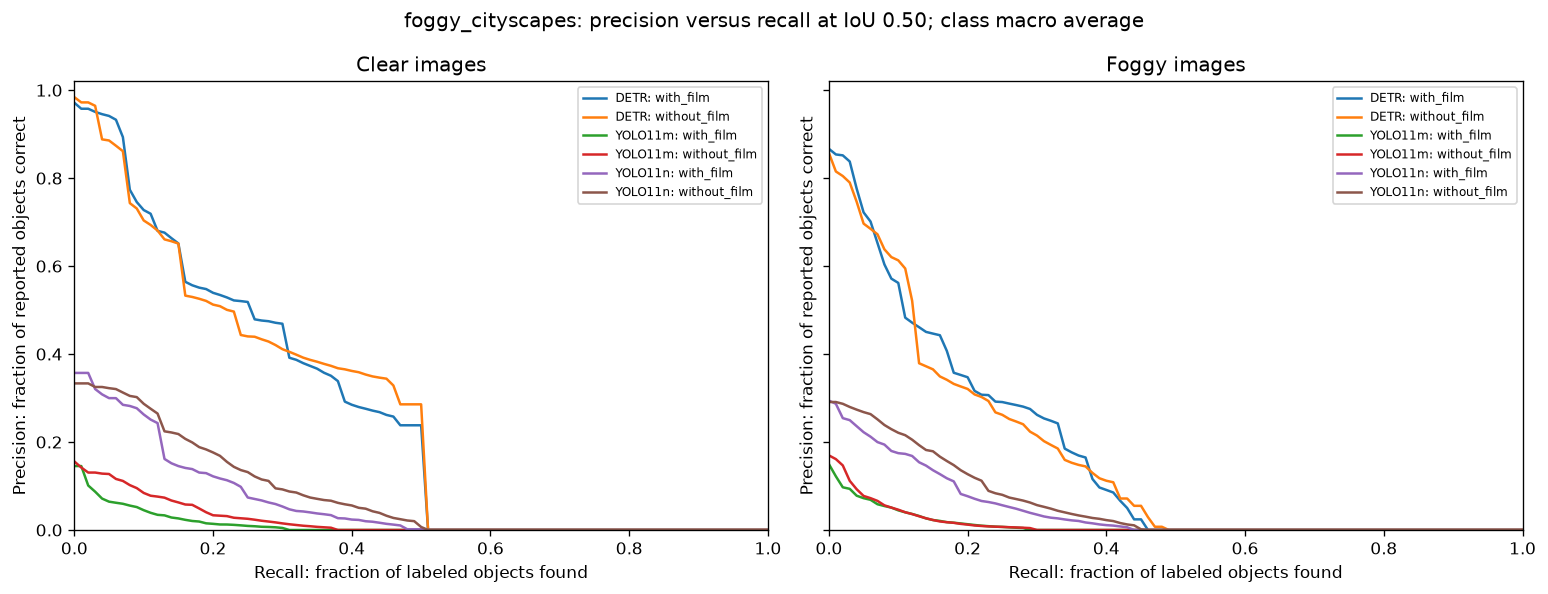 foggy_cityscapes: precision versus recall at IoU 0.50; class macro average
Clear images
Precision: fraction of reported objects correct
1.0
0.8
0.6
0.4
0.2
0.0
DETR: with_film
DETR: without_film
YOLO11m: with_film
YOLO11m: without_film
YOLO11n: with_film
YOLO11n: without_film
0.0 0.2 0.4 0.6 0.8 1.0
Recall: fraction of labeled objects found
Foggy images
Precision: fraction of reported objects correct
DETR: with_film
DETR: without_film
YOLO11m: with_film
YOLO11m: without_film
YOLO11n: with_film
YOLO11n: without_film
0.0 0.2 0.4 0.6 0.8 1.0
Recall: fraction of labeled objects found